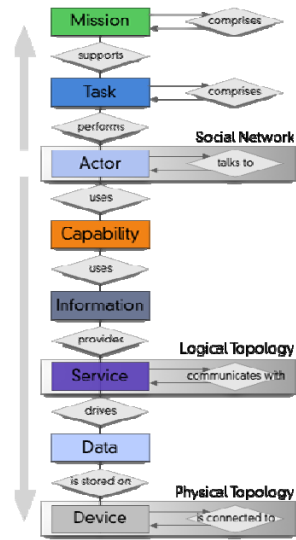 Mission
comprises
supports
Task
comprises
performs
Social Network
Actor
talks to
uses
Capability
uses
Information
provides
Logical Topology
Service
communicates with
drives
Data
is stored on
Physical Topology
Device
is connected to